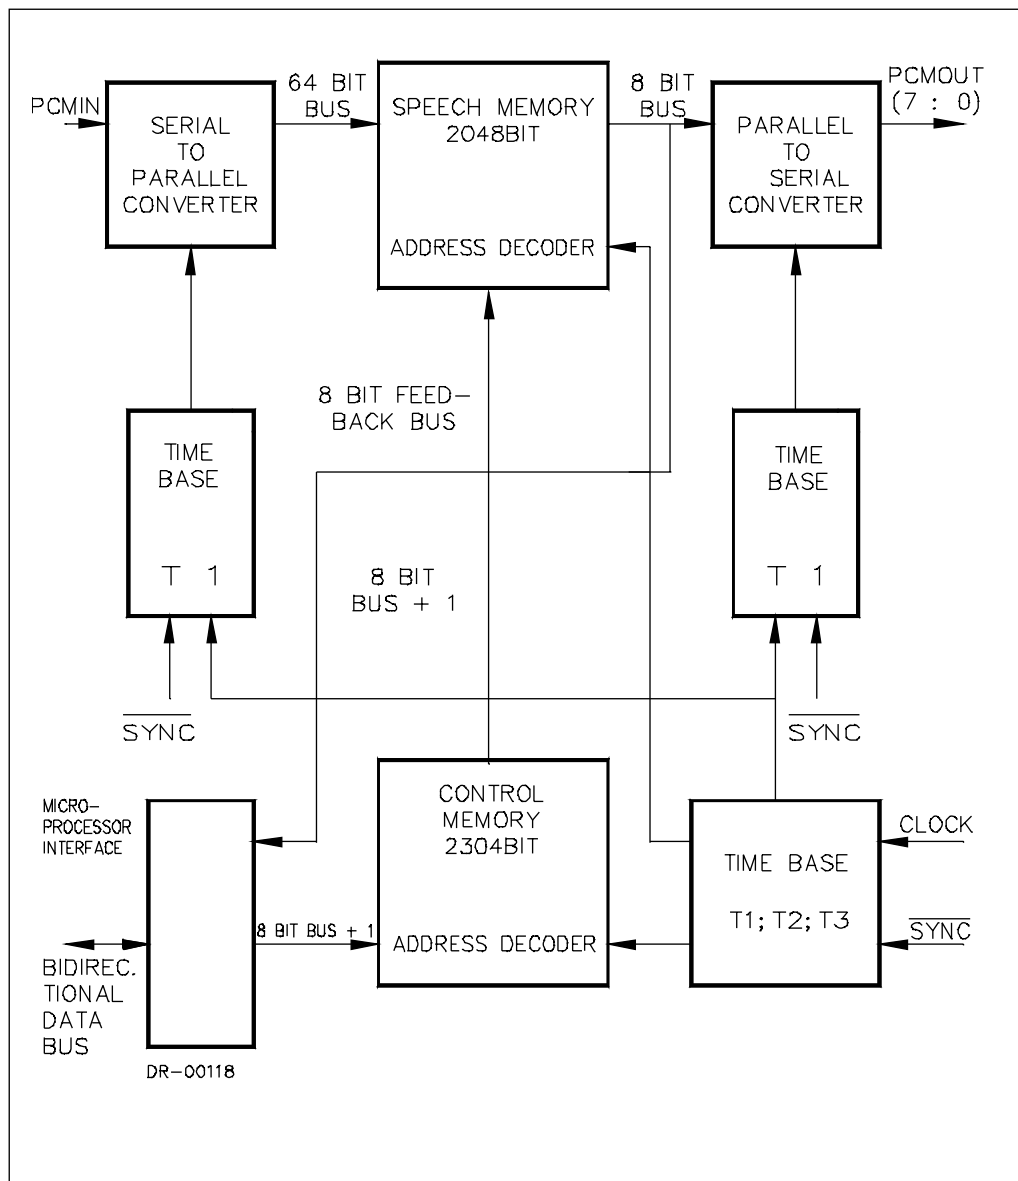 PCMIN
SERIAL
TO
PARALLEL
CONVERTER
64 BIT
BUS
SPEECH MEMORY
2048BIT
ADDRESS DECODER
8 BIT
BUS
PARALLEL
TO
SERIAL
CONVERTER
PCMOUT
(7 : 0)
TIME
BASE
T 1
8 BIT FEED-
BACK BUS
8 BIT
BUS + 1
TIME
BASE
T 1
SYNC
SYNC
MICRO-
PROCESSOR
INTERFACE
BIDIREC.
TIONAL
DATA
BUS
8 BIT BUS + 1
CONTROL
MEMORY
2304BIT
ADDRESS DECODER
TIME BASE
T1; T2; T3
CLOCK
SYNC
DR-00118